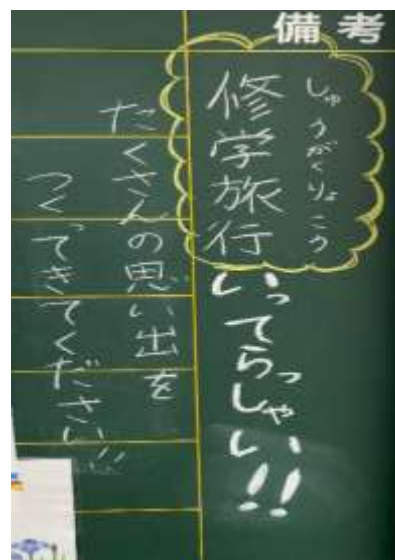 備考
しゅうがくりょこう
修学旅行いってらっしゃい!!
たくさんの思い出を
つくってきてください!!